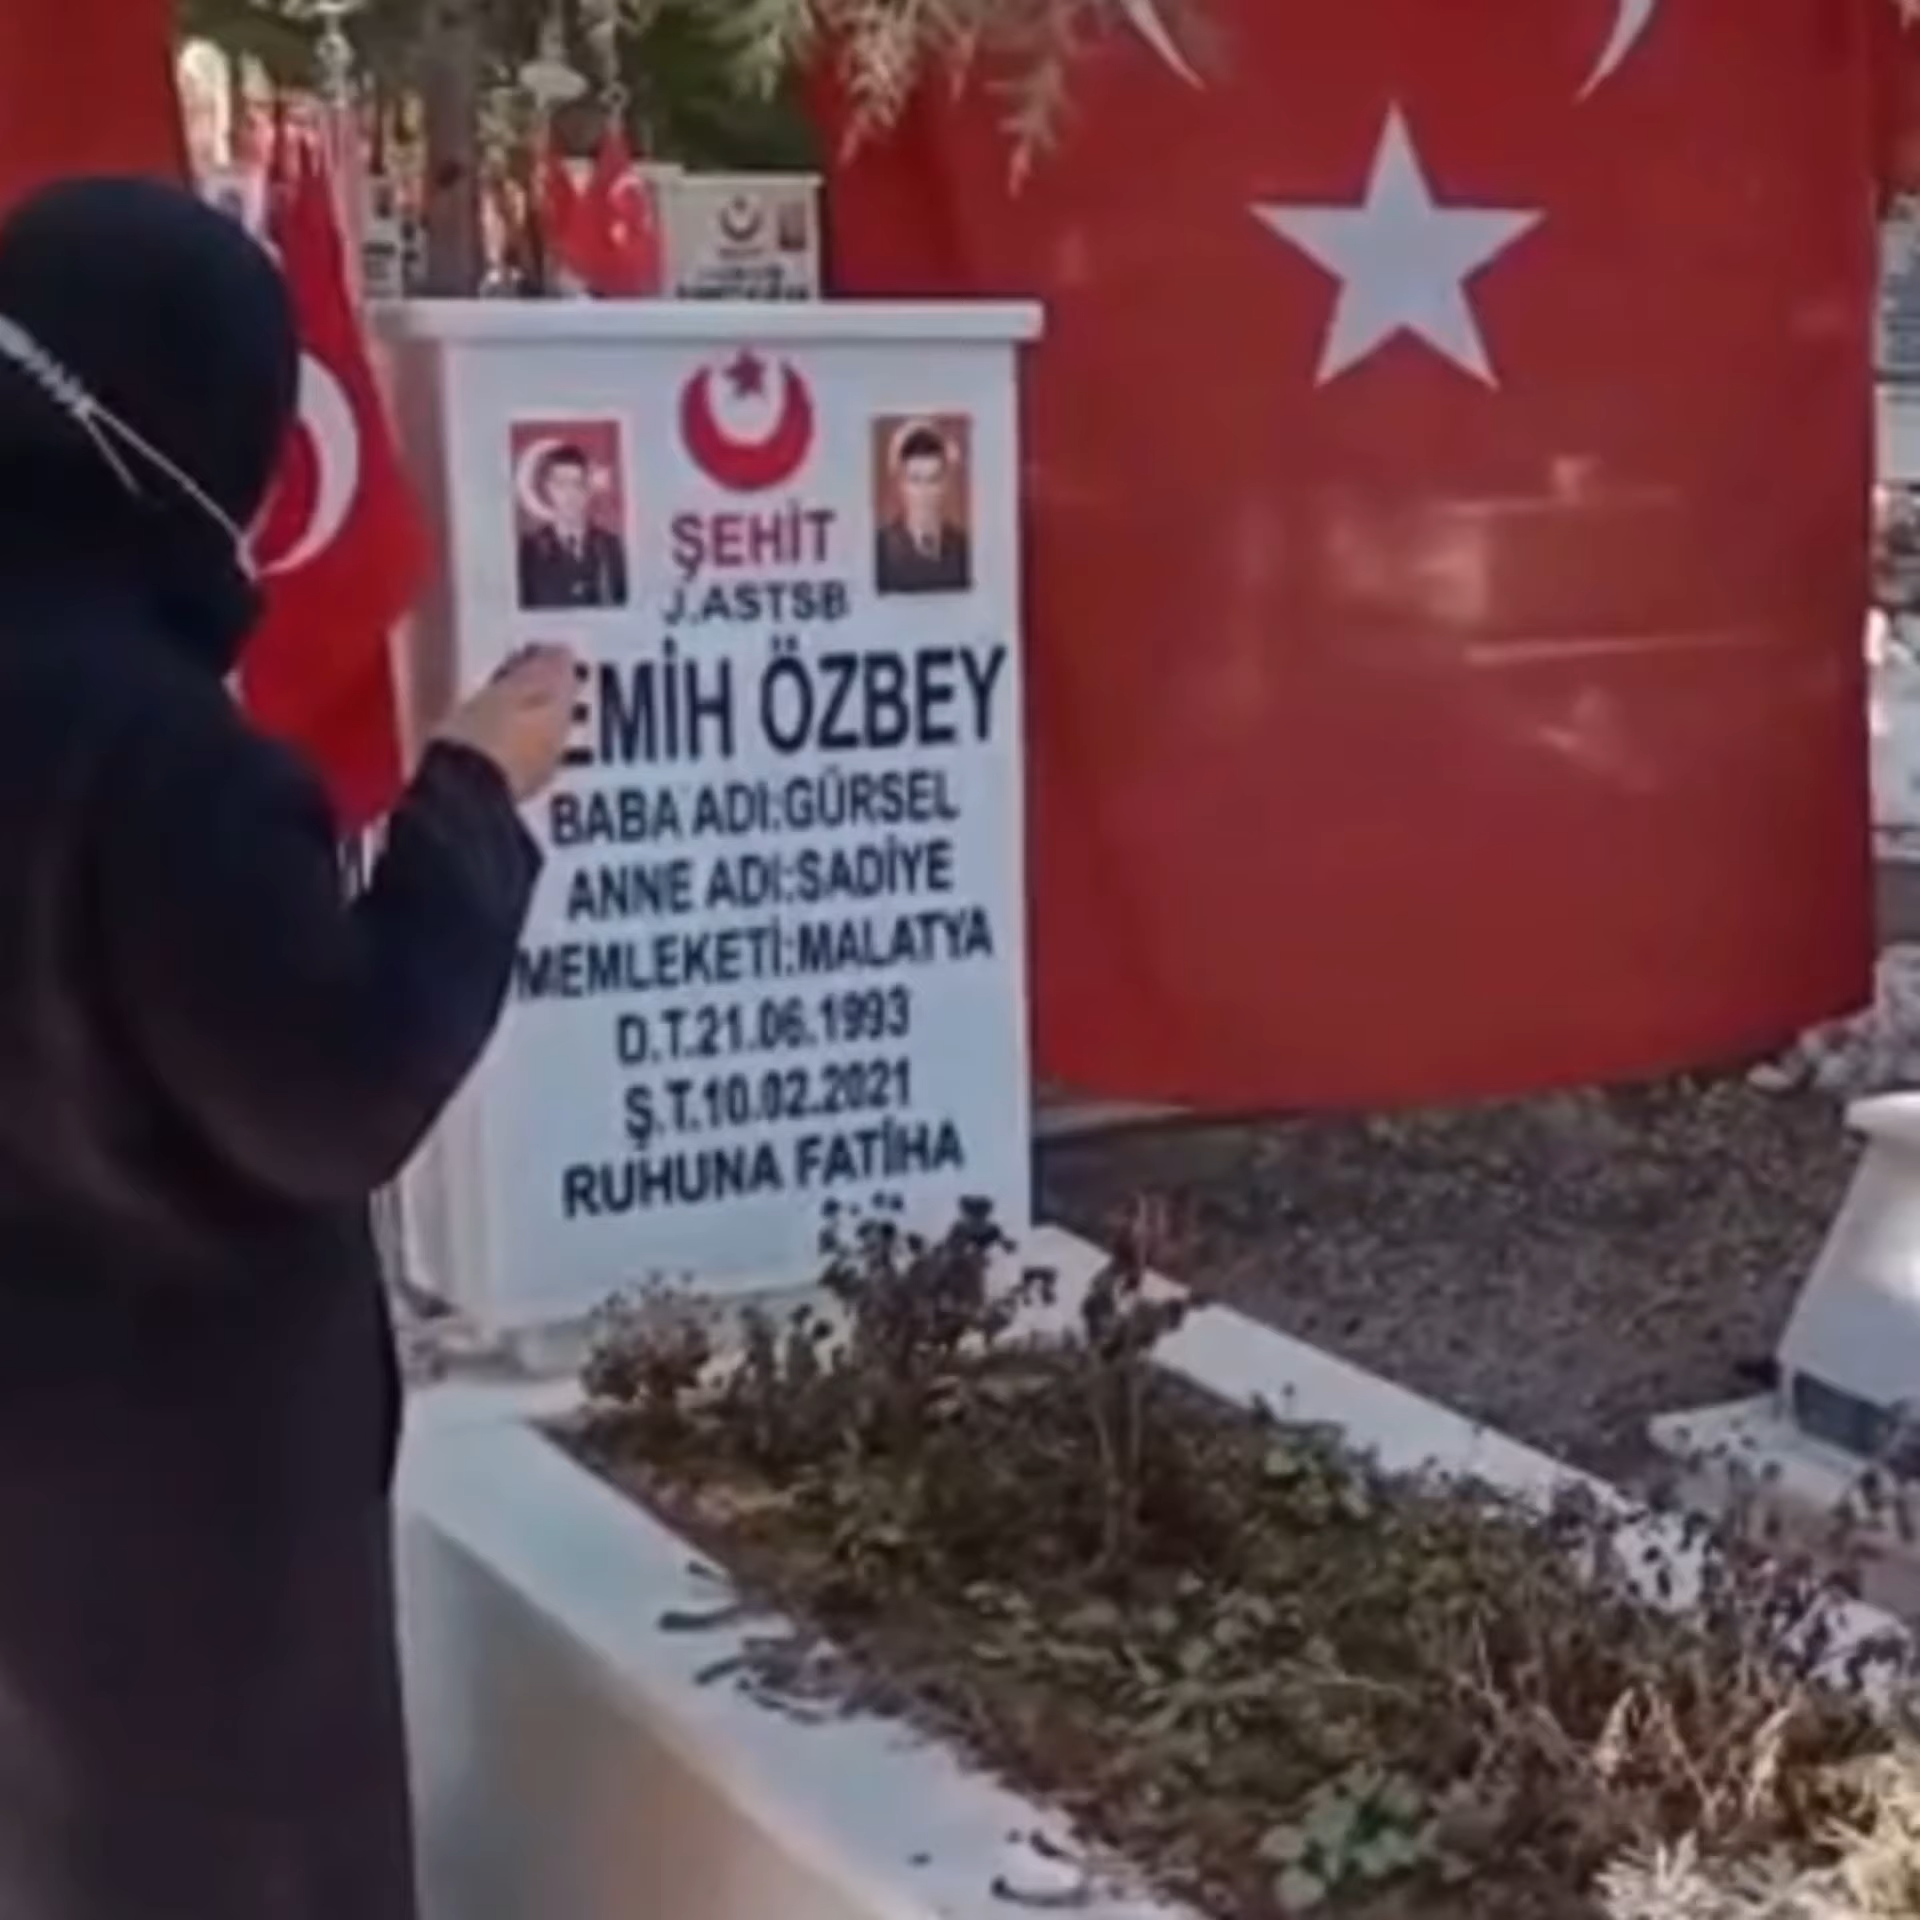 ŞEHİT
J.ASTSB
EMİH ÖZBEY
BABA ADI:GÜRSEL
ANNE ADI:SADİYE
MEMLEKETİ:MALATYA
D.T.21.06.1993
Ş.T.10.02.2021
RUHUNA FATİHA